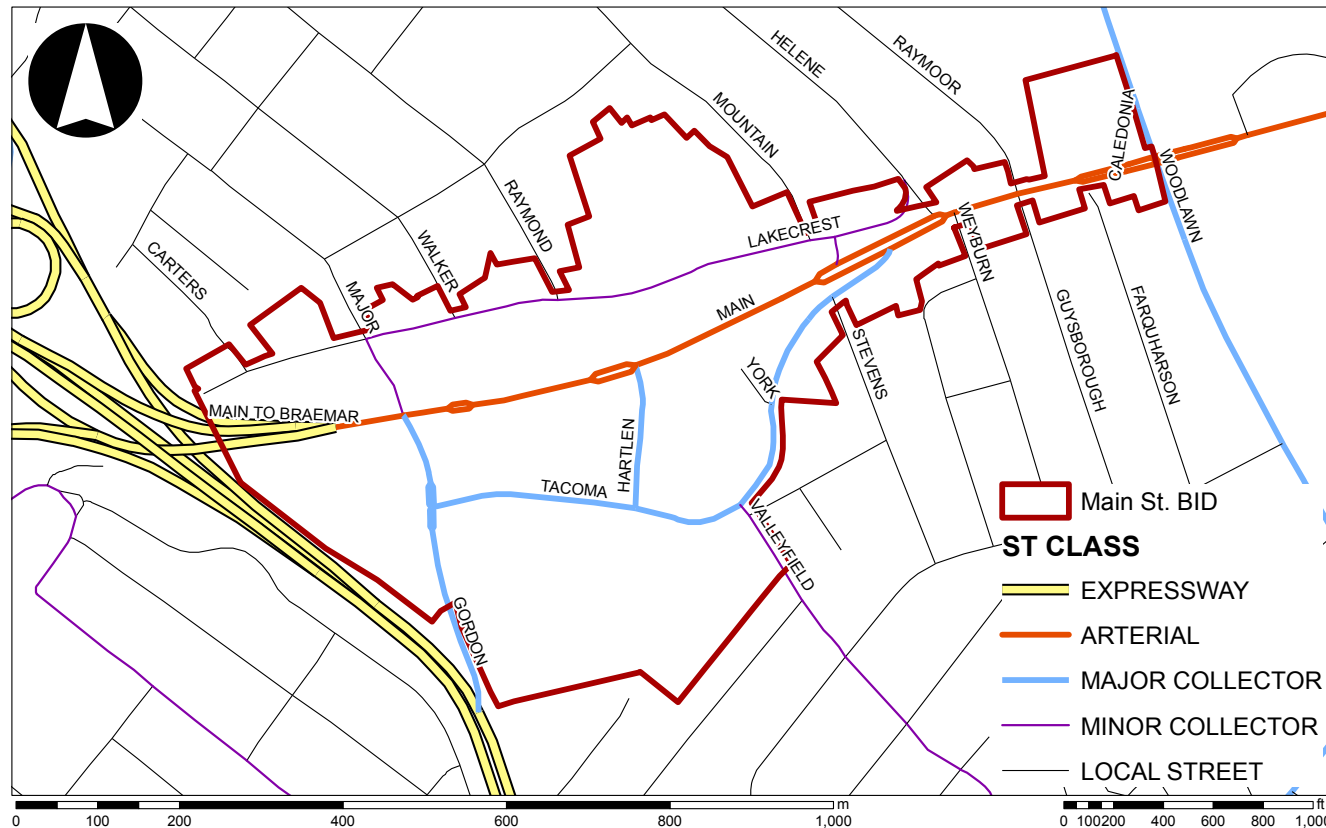 HELENE
RAYMOOR
MOUNTAIN
CALEDONIA
WOODLAWN
RAYMOND
LAKECREST
WEYBURN
WALKER
CARTERS
MAJOR
MAIN
GUYSBOROUGH
FARQUHARSON
STEVENS
YORK
MAIN TO BRAEMAR
HARTLEN
TACOMA
VALLEYFIELD
GORDON
Main St. BID
ST CLASS
EXPRESSWAY
ARTERIAL
MAJOR COLLECTOR
MINOR COLLECTOR
LOCAL STREET
0 100 200 400 600 800 1,000 m
0 100 200 400 600 800 1,000 ft